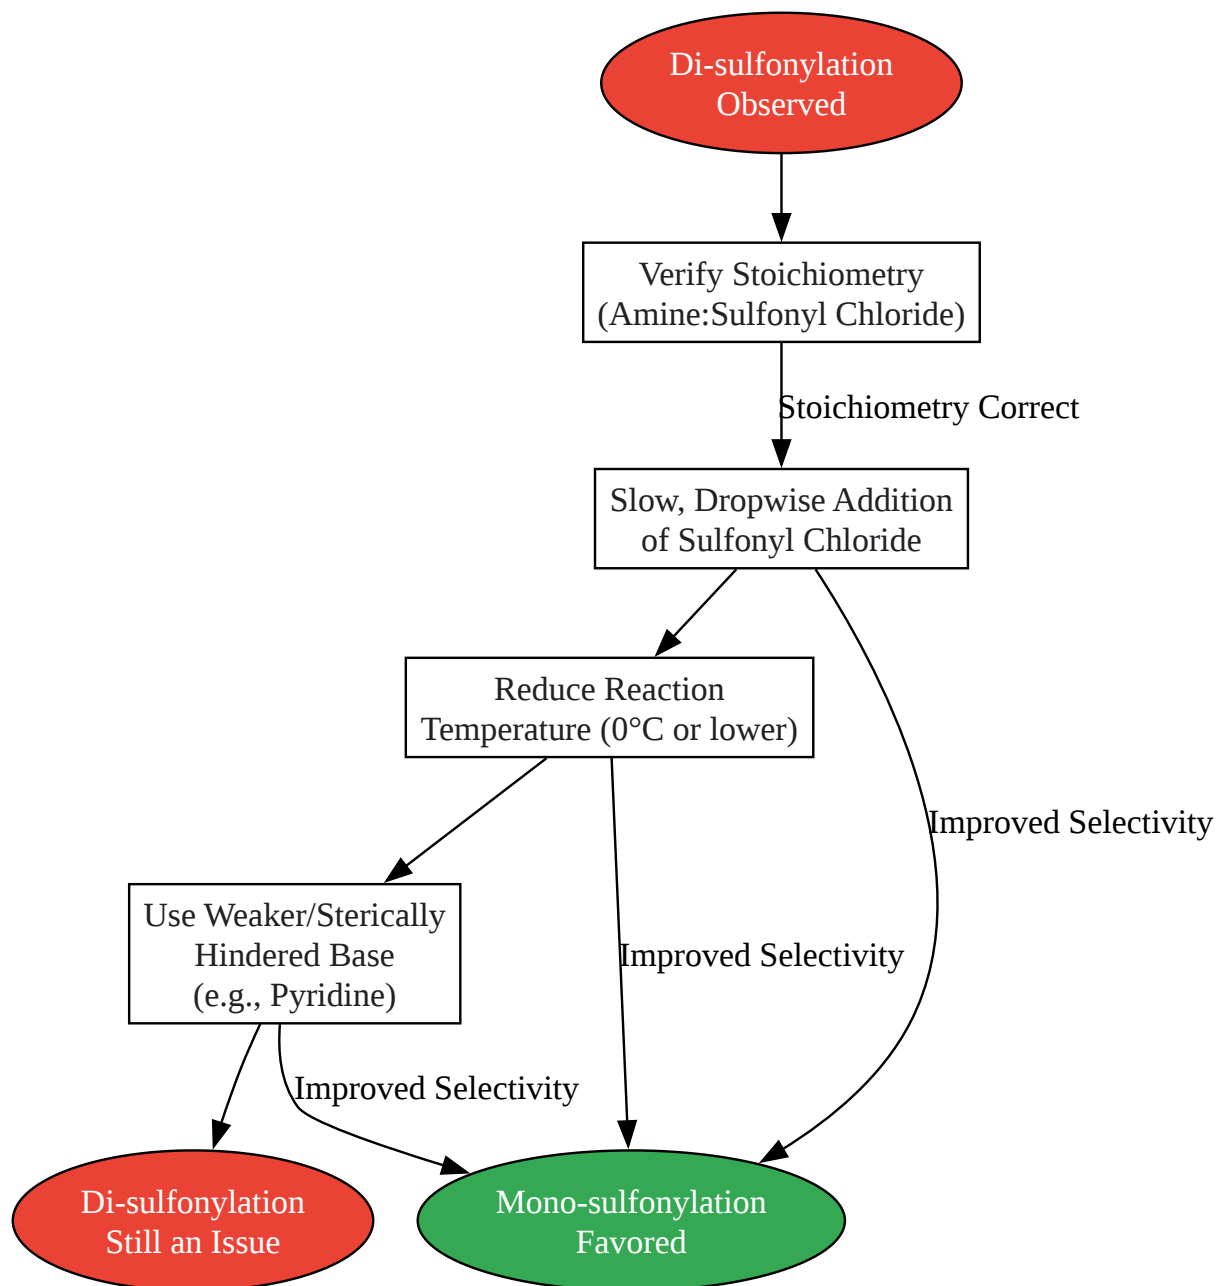 Di-sulfonylation
Observed
Verify Stoichiometry
(Amine:Sulfonyl Chloride)
Stoichiometry Correct
Slow, Dropwise Addition
of Sulfonyl Chloride
Reduce Reaction
Temperature (0°C or lower)
Improved Selectivity
Use Weaker/Sterically
Hindered Base
(e.g., Pyridine)
Improved Selectivity
Improved Selectivity
Di-sulfonylation
Still an Issue
Mono-sulfonylation
Favored